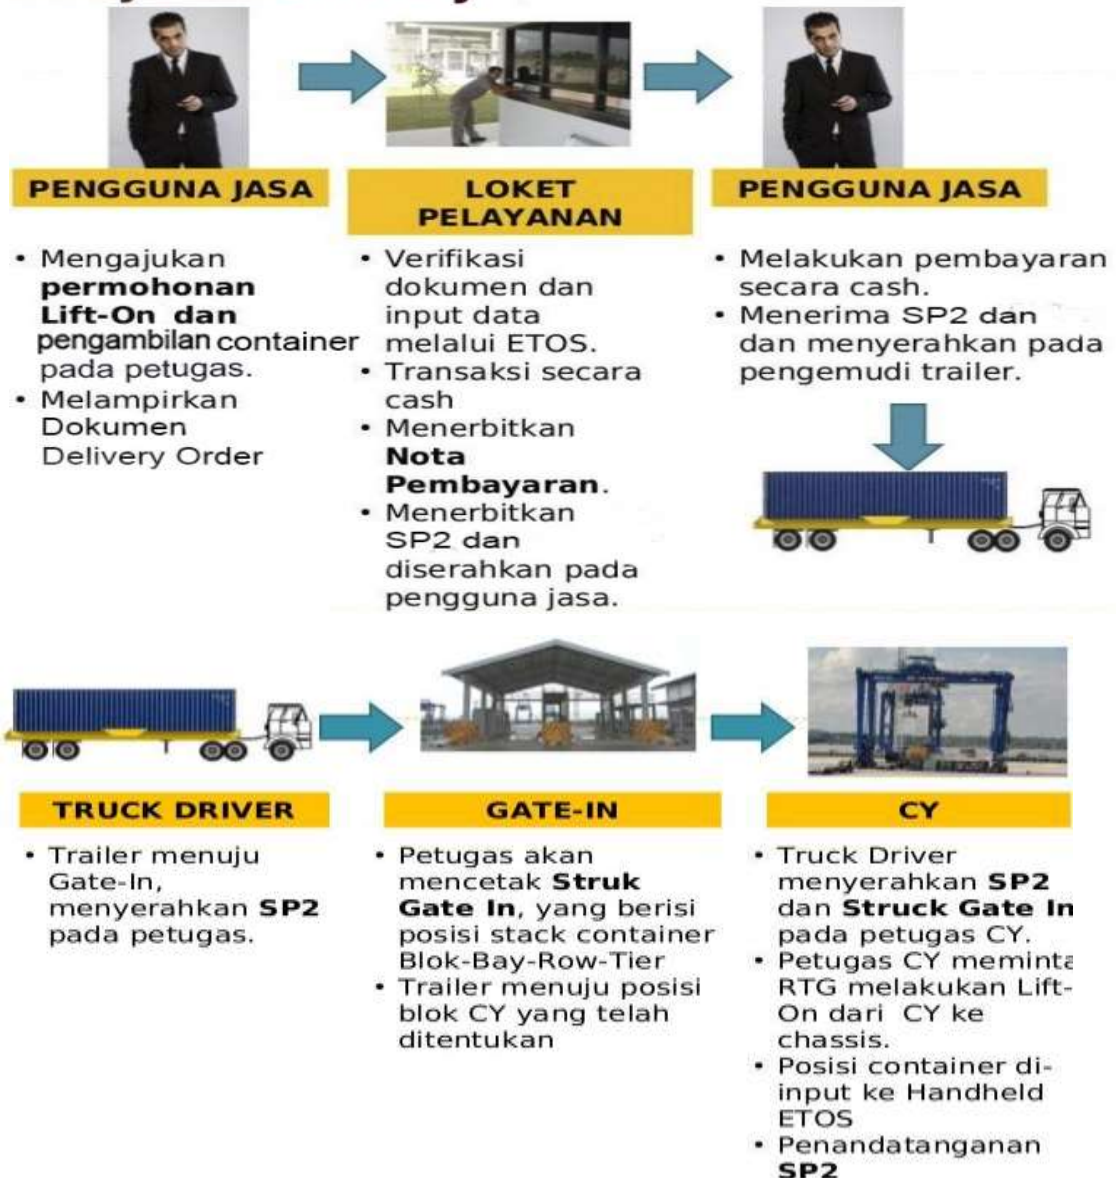 PENGGUNA JASA
• Mengajukan
permohonan
Lift-On dan
pengambilan container
pada petugas.
• Melampirkan
Dokumen
Delivery Order
LOKET
PELAYANAN
• Verifikasi
dokumen dan
input data
melalui ETOS.
• Transaksi secara
cash
• Menerbitkan
Nota
Pembayaran.
• Menerbitkan
SP2 dan
diserahkan pada
pengguna jasa.
PENGGUNA JASA
• Melakukan pembayaran
secara cash.
• Menerima SP2 dan
dan menyerahkan pada
pengemudi trailer.
TRUCK DRIVER
• Trailer menuju
Gate-In,
menyerahkan SP2
pada petugas.
GATE-IN
• Petugas akan
mencetak Struk
Gate In, yang berisi
posisi stack container
Blok-Bay-Row-Tier
• Trailer menuju posisi
blok CY yang telah
ditentukan
CY
• Truck Driver
menyerahkan SP2
dan Struck Gate In
pada petugas CY.
• Petugas CY meminta
RTG melakukan Lift-
On dari CY ke
chassis.
• Posisi container di-
input ke Handheld
ETOS
• Penandatanganan
SP2